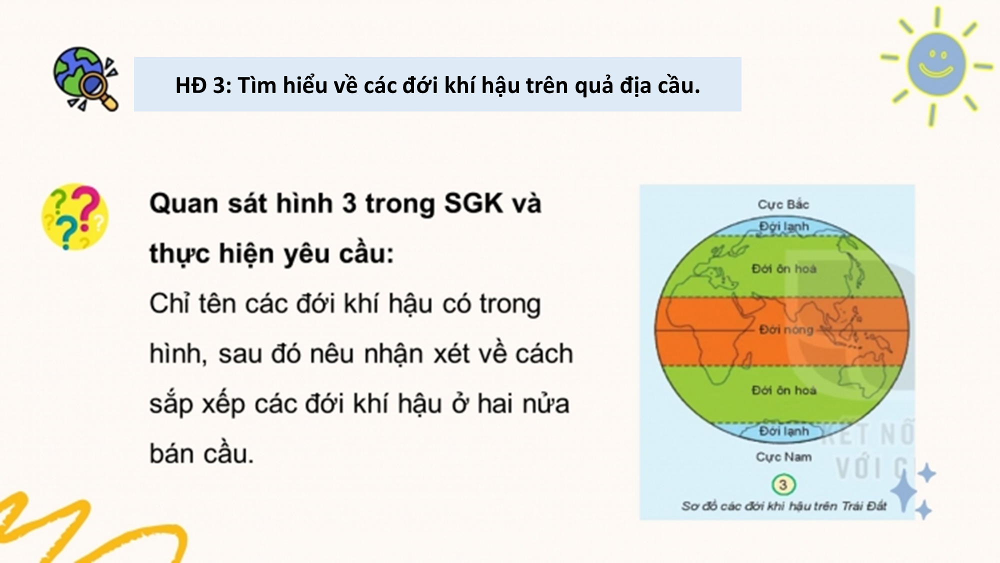 HĐ 3: Tìm hiểu về các đới khí hậu trên quả địa cầu.
Quan sát hình 3 trong SGK và
thực hiện yêu cầu:
Chỉ tên các đới khí hậu có trong
hình, sau đó nêu nhận xét về cách
sắp xếp các đới khí hậu ở hai nửa
bán cầu.
Cực Bắc
Đới lạnh
Đới ôn hoà
Đới nóng
Đới ôn hoà
Đới lạnh
Cực Nam
3
Sơ đồ các đới khí hậu trên Trái Đất
KẾT NỐ
VỚI C